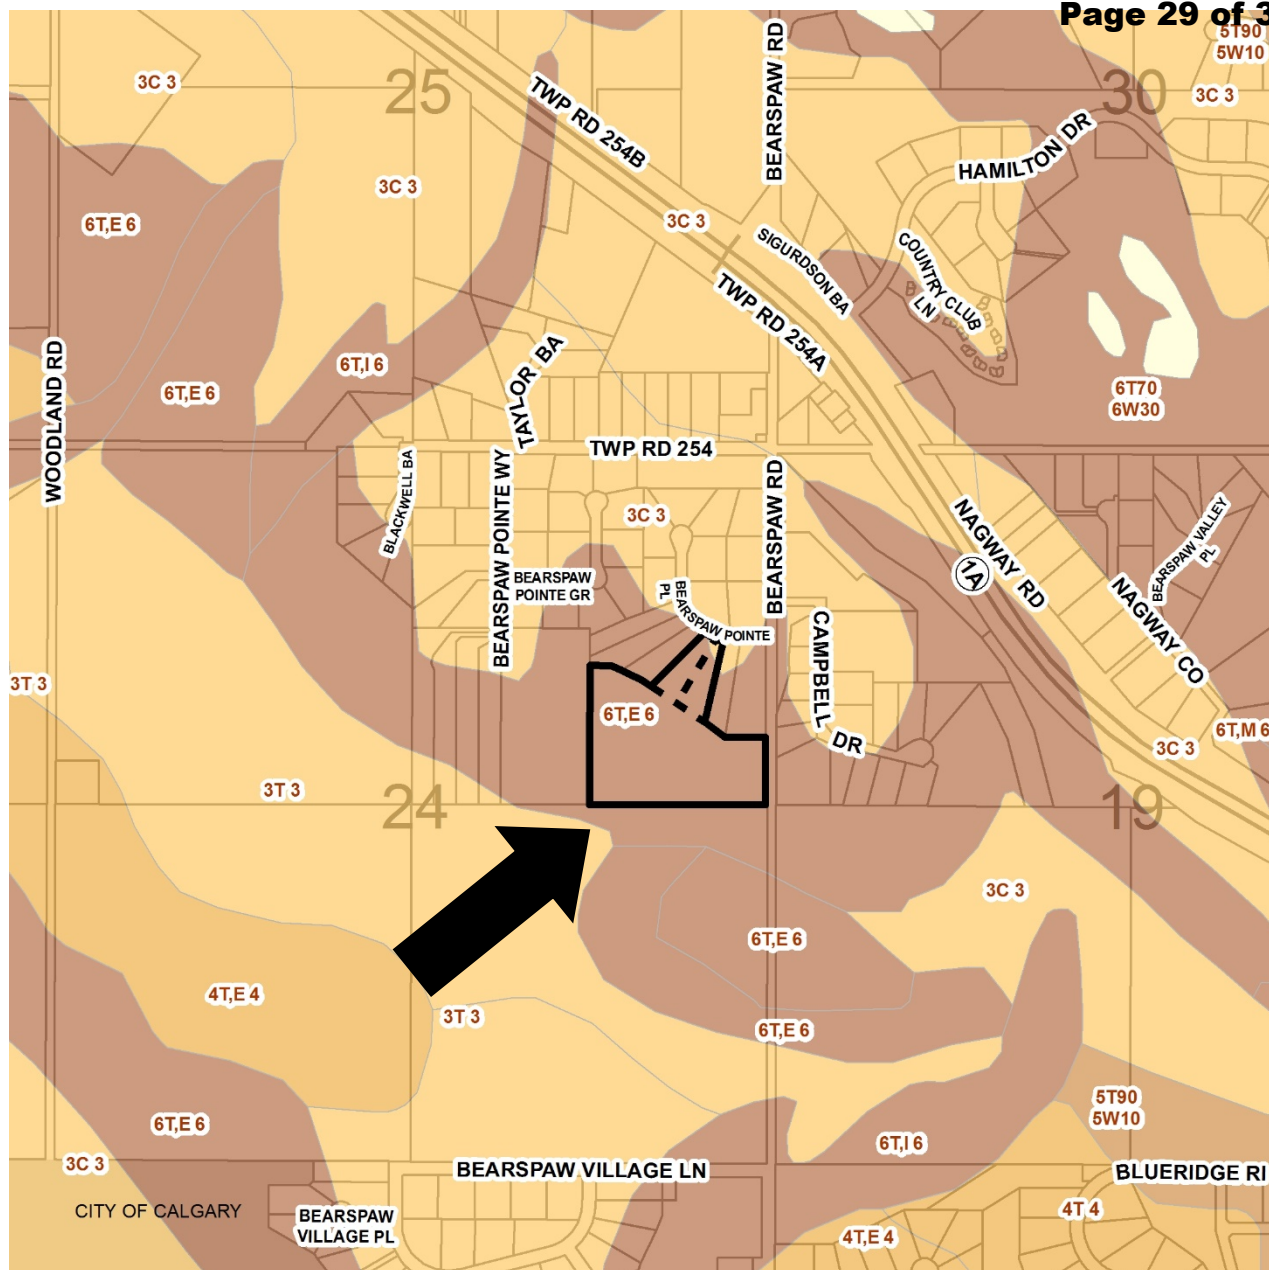 Page 29 of 3
5T90
5W10
3C 3
25
30
3C 3
BEARSPAW RD
TWP RD 254B
HAMILTON DR
3C 3
6T,E 6
3C 3
SIGURDSON BA
COUNTRY CLUB
LN
TWP RD 254A
WOODLAND RD
TAYLOR BA
6T,I 6
6T,E 6
6T70
6W30
TWP RD 254
BLACKWELL BA
BEARSPAW POINTE WY
3C 3
BEARSPAW RD
NAGWAY RD
1A
BEARSPAW VALLEY
PL
BEARSPAW
POINTE GR
BEARSPAW POINTE
PL
NAGWAY CO
CAMPBELL
DR
3T 3
6T,E 6
6T,M 6
3C 3
3T 3
24
19
3C 3
6T,E 6
4T,E 4
3T 3
6T,E 6
5T90
5W10
6T,E 6
6T,I 6
3C 3
BEARSPAW VILLAGE LN
BLUERIDGE RI
CITY OF CALGARY
BEARSPAW
VILLAGE PL
4T 4
4T,E 4